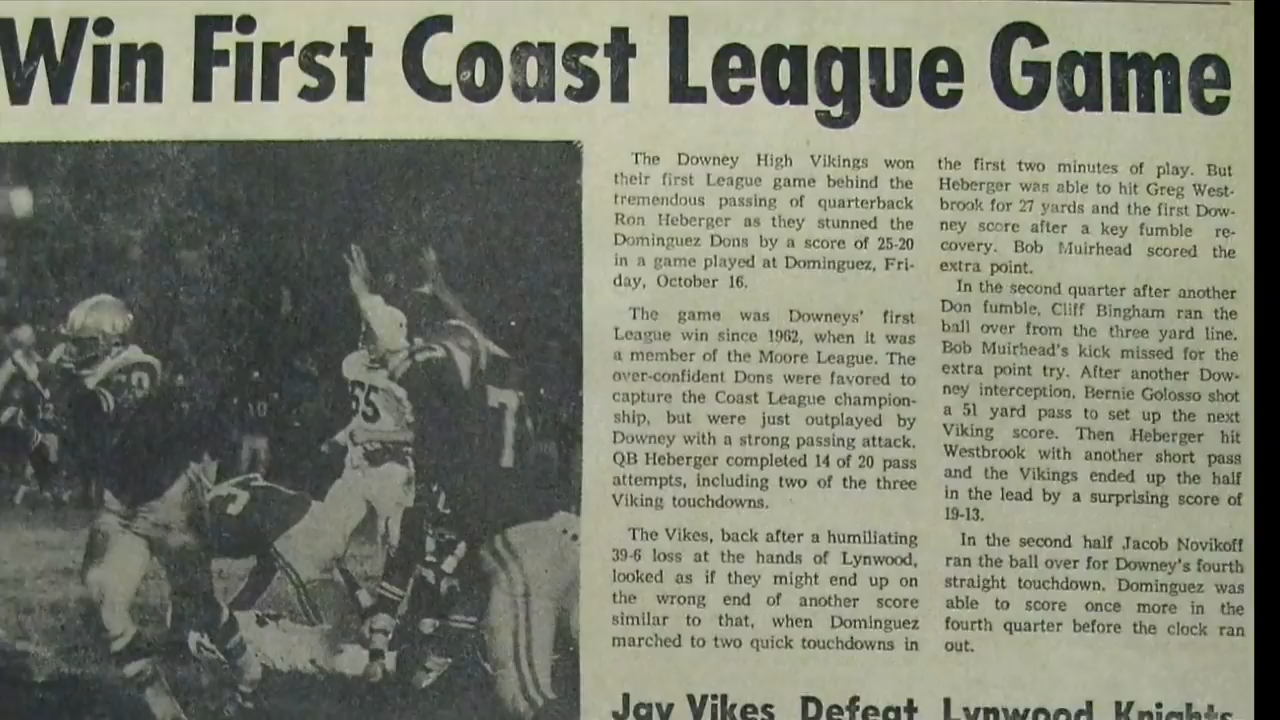 Win First Coast League Game
The Downey High Vikings won
their first League game behind the
tremendous passing of quarterback
Ron Heberger as they stunned the
Dominguez Dons by a score of 25-20
in a game played at Dominguez, Fri-
day, October 16.
The game was Downeys' first
League win since 1962, when it was
a member of the Moore League. The
over-confident Dons were favored to
capture the Coast League champion-
ship, but were just outplayed by
Downey with a strong passing attack.
QB Heberger completed 14 of 20 pass
attempts, including two of the three
Viking touchdowns.
The Vikes, back after a humiliating
39-6 loss at the hands of Lynwood,
looked as if they might end up on
the wrong end of another score
similar to that, when Dominguez
marched to two quick touchdowns in
the first two minutes of play. But
Heberger was able to hit Greg West-
brook for 27 yards and the first Dow-
ney score after a key fumble re-
covery. Bob Muirhead scored the
extra point.
In the second quarter after another
Don fumble, Cliff Bingham ran the
ball over from the three yard line.
Bob Muirhead's kick missed for the
extra point try. After another Dow-
ney interception, Bernie Golosso shot
a 51 yard pass to set up the next
Viking score. Then Heberger hit
Westbrook with another short pass
and the Vikings ended up the half
in the lead by a surprising score of
19-13.
In the second half Jacob Novikoff
ran the ball over for Downey's fourth
straight touchdown. Dominguez was
able to score once more in the
fourth quarter before the clock ran
out.
Jay Vikes Defeat Lynwood Knights
65